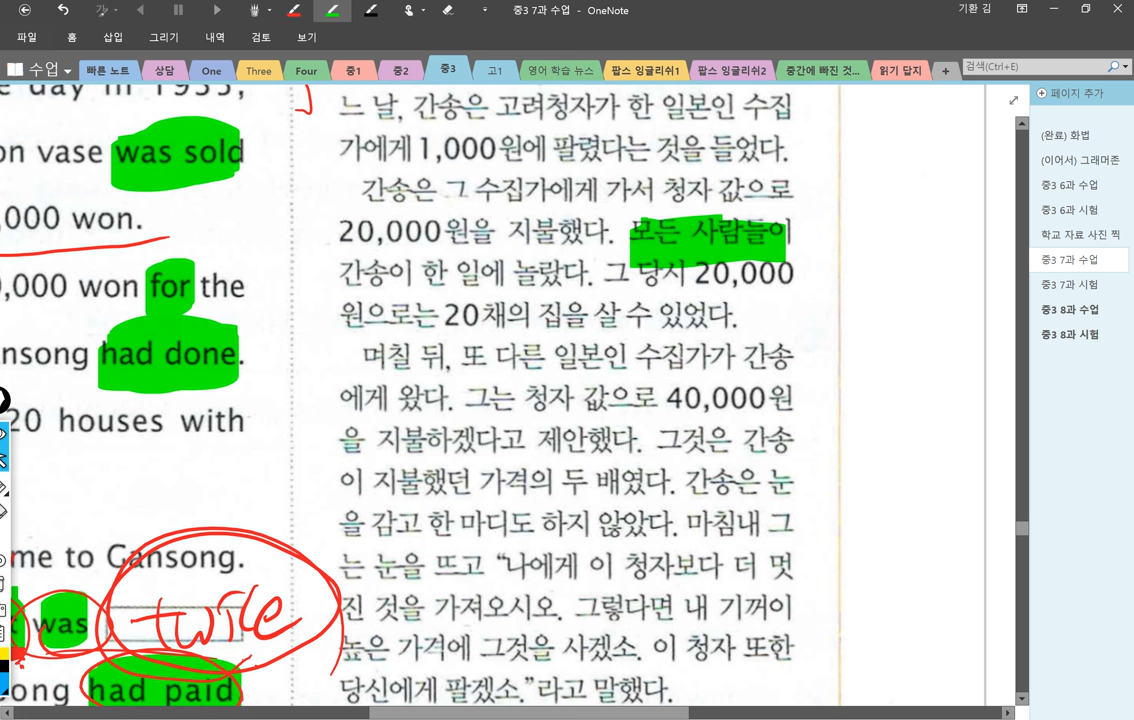 중3 7과 수업 - OneNote
기환 김
파일 홈 삽입 그리기 내역 검토 보기
수업 빠른 노트 상담 One Three Four 중1 중2 중3 고1 영어 학습 뉴스 팝스 잉글리쉬1 팝스 잉글리쉬2 중간에 빠진 것... 읽기 답지 +
검색(Ctrl+E)
페이지 추가
(완료) 화법
(이어서) 그래머존
중3 6과 수업
중3 6과 시험
학교 자료 사진 찍
중3 7과 수업
중3 7과 시험
중3 8과 수업
중3 8과 시험
e day in 1935,
on vase was sold
,000 won.
,000 won for the
nsong had done.
20 houses with
me to Gansong.
was twice
song had paid
느 날, 간송은 고려청자가 한 일본인 수집
가에게 1,000원에 팔렸다는 것을 들었다.
간송은 그 수집가에게 가서 청자 값으로
20,000원을 지불했다. 모든 사람들이
간송이 한 일에 놀랐다. 그 당시 20,000
원으로는 20채의 집을 살 수 있었다.
며칠 뒤, 또 다른 일본인 수집가가 간송
에게 왔다. 그는 청자 값으로 40,000원
을 지불하겠다고 제안했다. 그것은 간송
이 지불했던 가격의 두 배였다. 간송은 눈
을 감고 한 마디도 하지 않았다. 마침내 그
는 눈을 뜨고 “나에게 이 청자보다 더 멋
진 것을 가져오시오. 그렇다면 내 기꺼이
높은 가격에 그것을 사겠소. 이 청자 또한
당신에게 팔겠소.”라고 말했다.